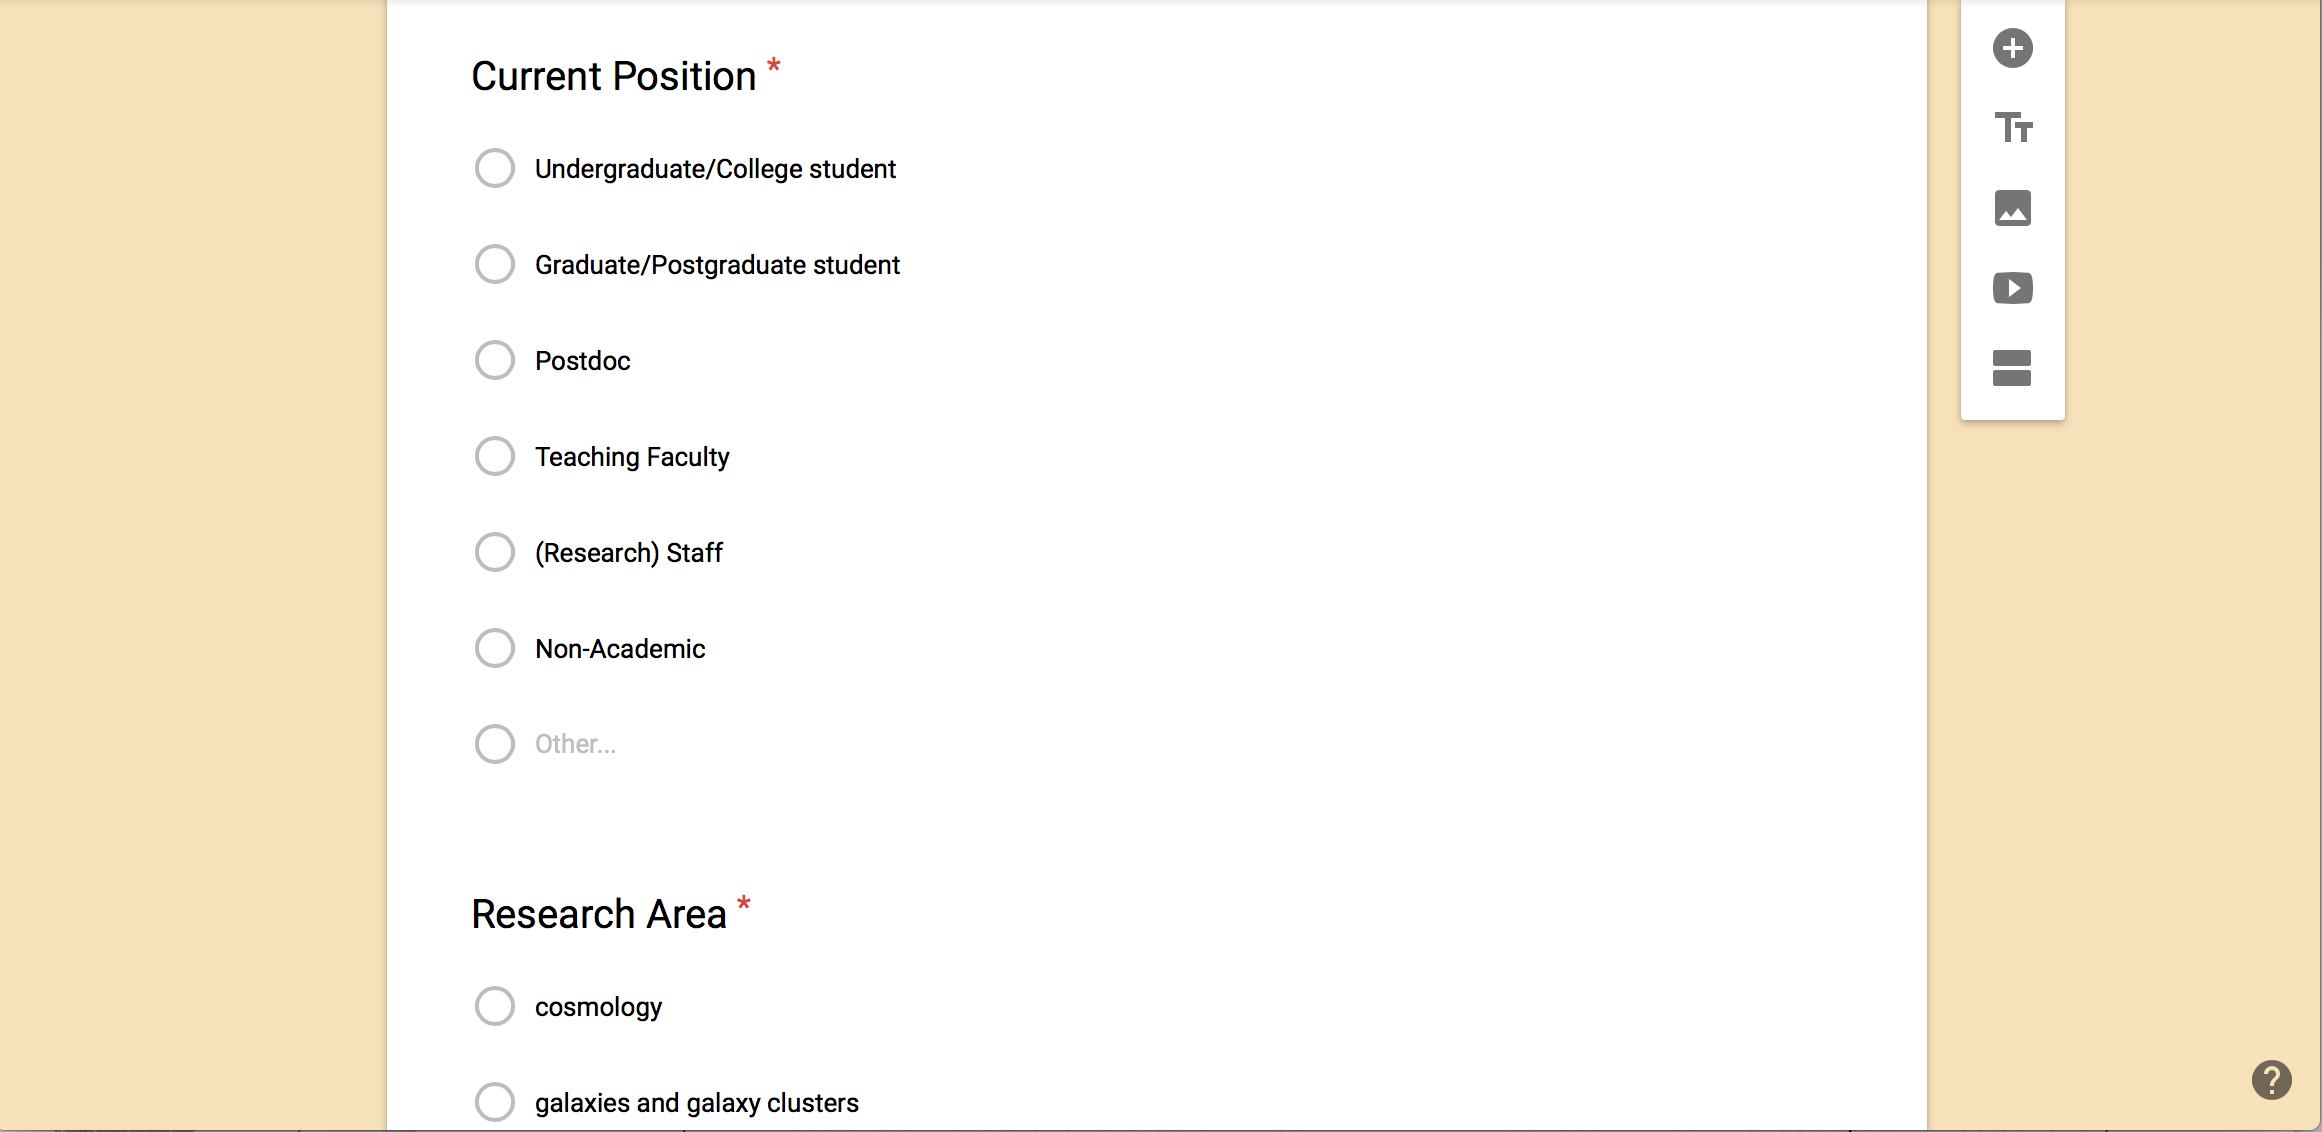 Current Position *
Undergraduate/College student
Graduate/Postgraduate student
Postdoc
Teaching Faculty
(Research) Staff
Non-Academic
Other...
Research Area *
cosmology
galaxies and galaxy clusters